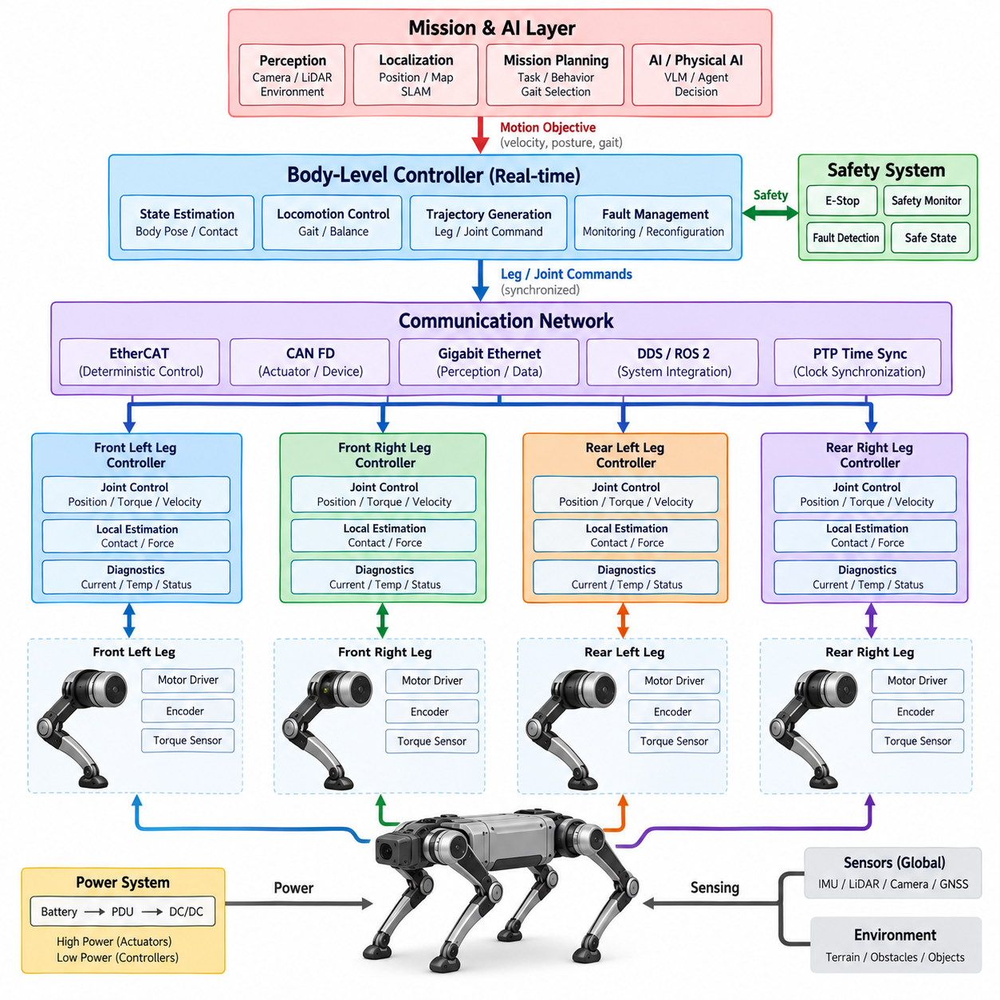 Mission & AI Layer
Perception
Camera / LiDAR
Environment
Localization
Position / Map
SLAM
Mission Planning
Task / Behavior
Gait Selection
AI / Physical AI
VLM / Agent
Decision
Motion Objective
(velocity, posture, gait)
Body-Level Controller (Real-time)
State Estimation
Body Pose / Contact
Locomotion Control
Gait / Balance
Trajectory Generation
Leg / Joint Command
Fault Management
Monitoring / Reconfiguration
Safety
Safety System
E-Stop
Safety Monitor
Fault Detection
Safe State
Leg / Joint Commands
(synchronized)
Communication Network
EtherCAT
(Deterministic Control)
CAN FD
(Actuator / Device)
Gigabit Ethernet
(Perception / Data)
DDS / ROS 2
(System Integration)
PTP Time Sync
(Clock Synchronization)
Front Left Leg
Controller
Joint Control
Position / Torque / Velocity
Local Estimation
Contact / Force
Diagnostics
Current / Temp / Status
Front Right Leg
Controller
Joint Control
Position / Torque / Velocity
Local Estimation
Contact / Force
Diagnostics
Current / Temp / Status
Rear Left Leg
Controller
Joint Control
Position / Torque / Velocity
Local Estimation
Contact / Force
Diagnostics
Current / Temp / Status
Rear Right Leg
Controller
Joint Control
Position / Torque / Velocity
Local Estimation
Contact / Force
Diagnostics
Current / Temp / Status
Front Left Leg
Motor Driver
Encoder
Torque Sensor
Front Right Leg
Motor Driver
Encoder
Torque Sensor
Rear Left Leg
Motor Driver
Encoder
Torque Sensor
Rear Right Leg
Motor Driver
Encoder
Torque Sensor
Power System
Battery → PDU → DC/DC
High Power (Actuators)
Low Power (Controllers)
Power
Sensing
Sensors (Global)
IMU / LiDAR / Camera / GNSS
Environment
Terrain / Obstacles / Objects